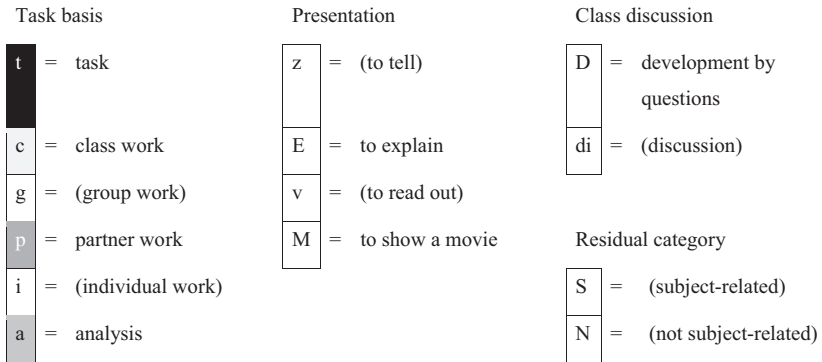 Task basis
t = task
c = class work
g = (group work)
p = partner work
i = (individual work)
a = analysis
Presentation
z = (to tell)
E = to explain
v = (to read out)
M = to show a movie
Class discussion
D = development by
questions
di = (discussion)
Residual category
S = (subject-related)
N = (not subject-related)